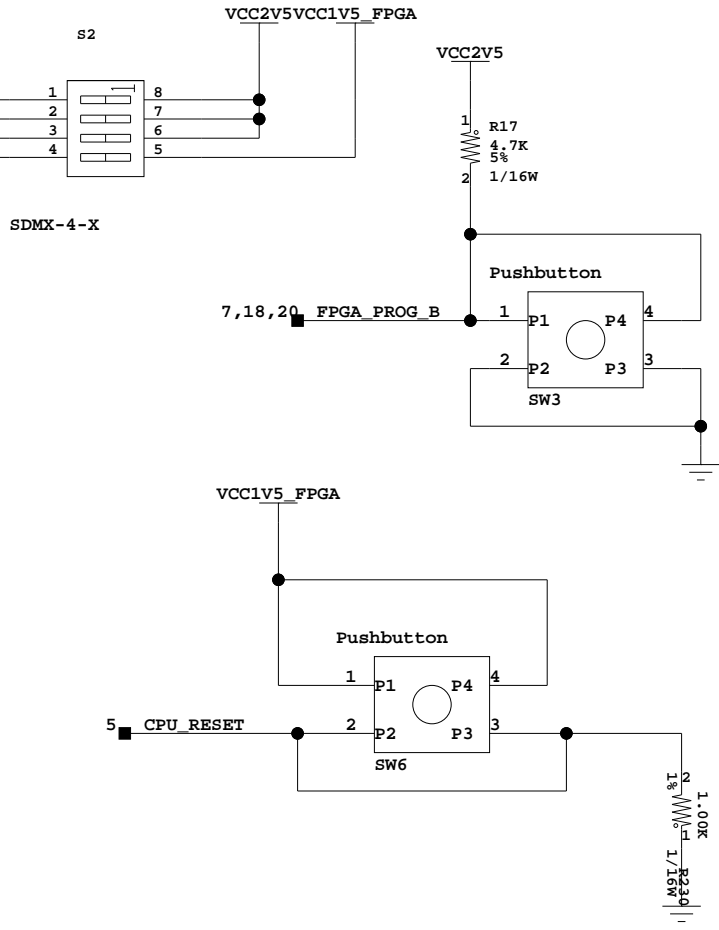 VCC2V5VCC1V5_FPGA
S2
VCC2V5
1 8
2 7
3 6
4 5
1 R17
4.7K
5%
2 1/16W
SDMX-4-X
Pushbutton
7,18,20 FPGA_PROG_B 1 P1 P4 4
2 P2 P3 3
SW3
VCC1V5_FPGA
Pushbutton
1 P1 P4 4
5 CPU_RESET 2 P2 P3 3
SW6
2
1%
1.00K
1
1/16W
R230